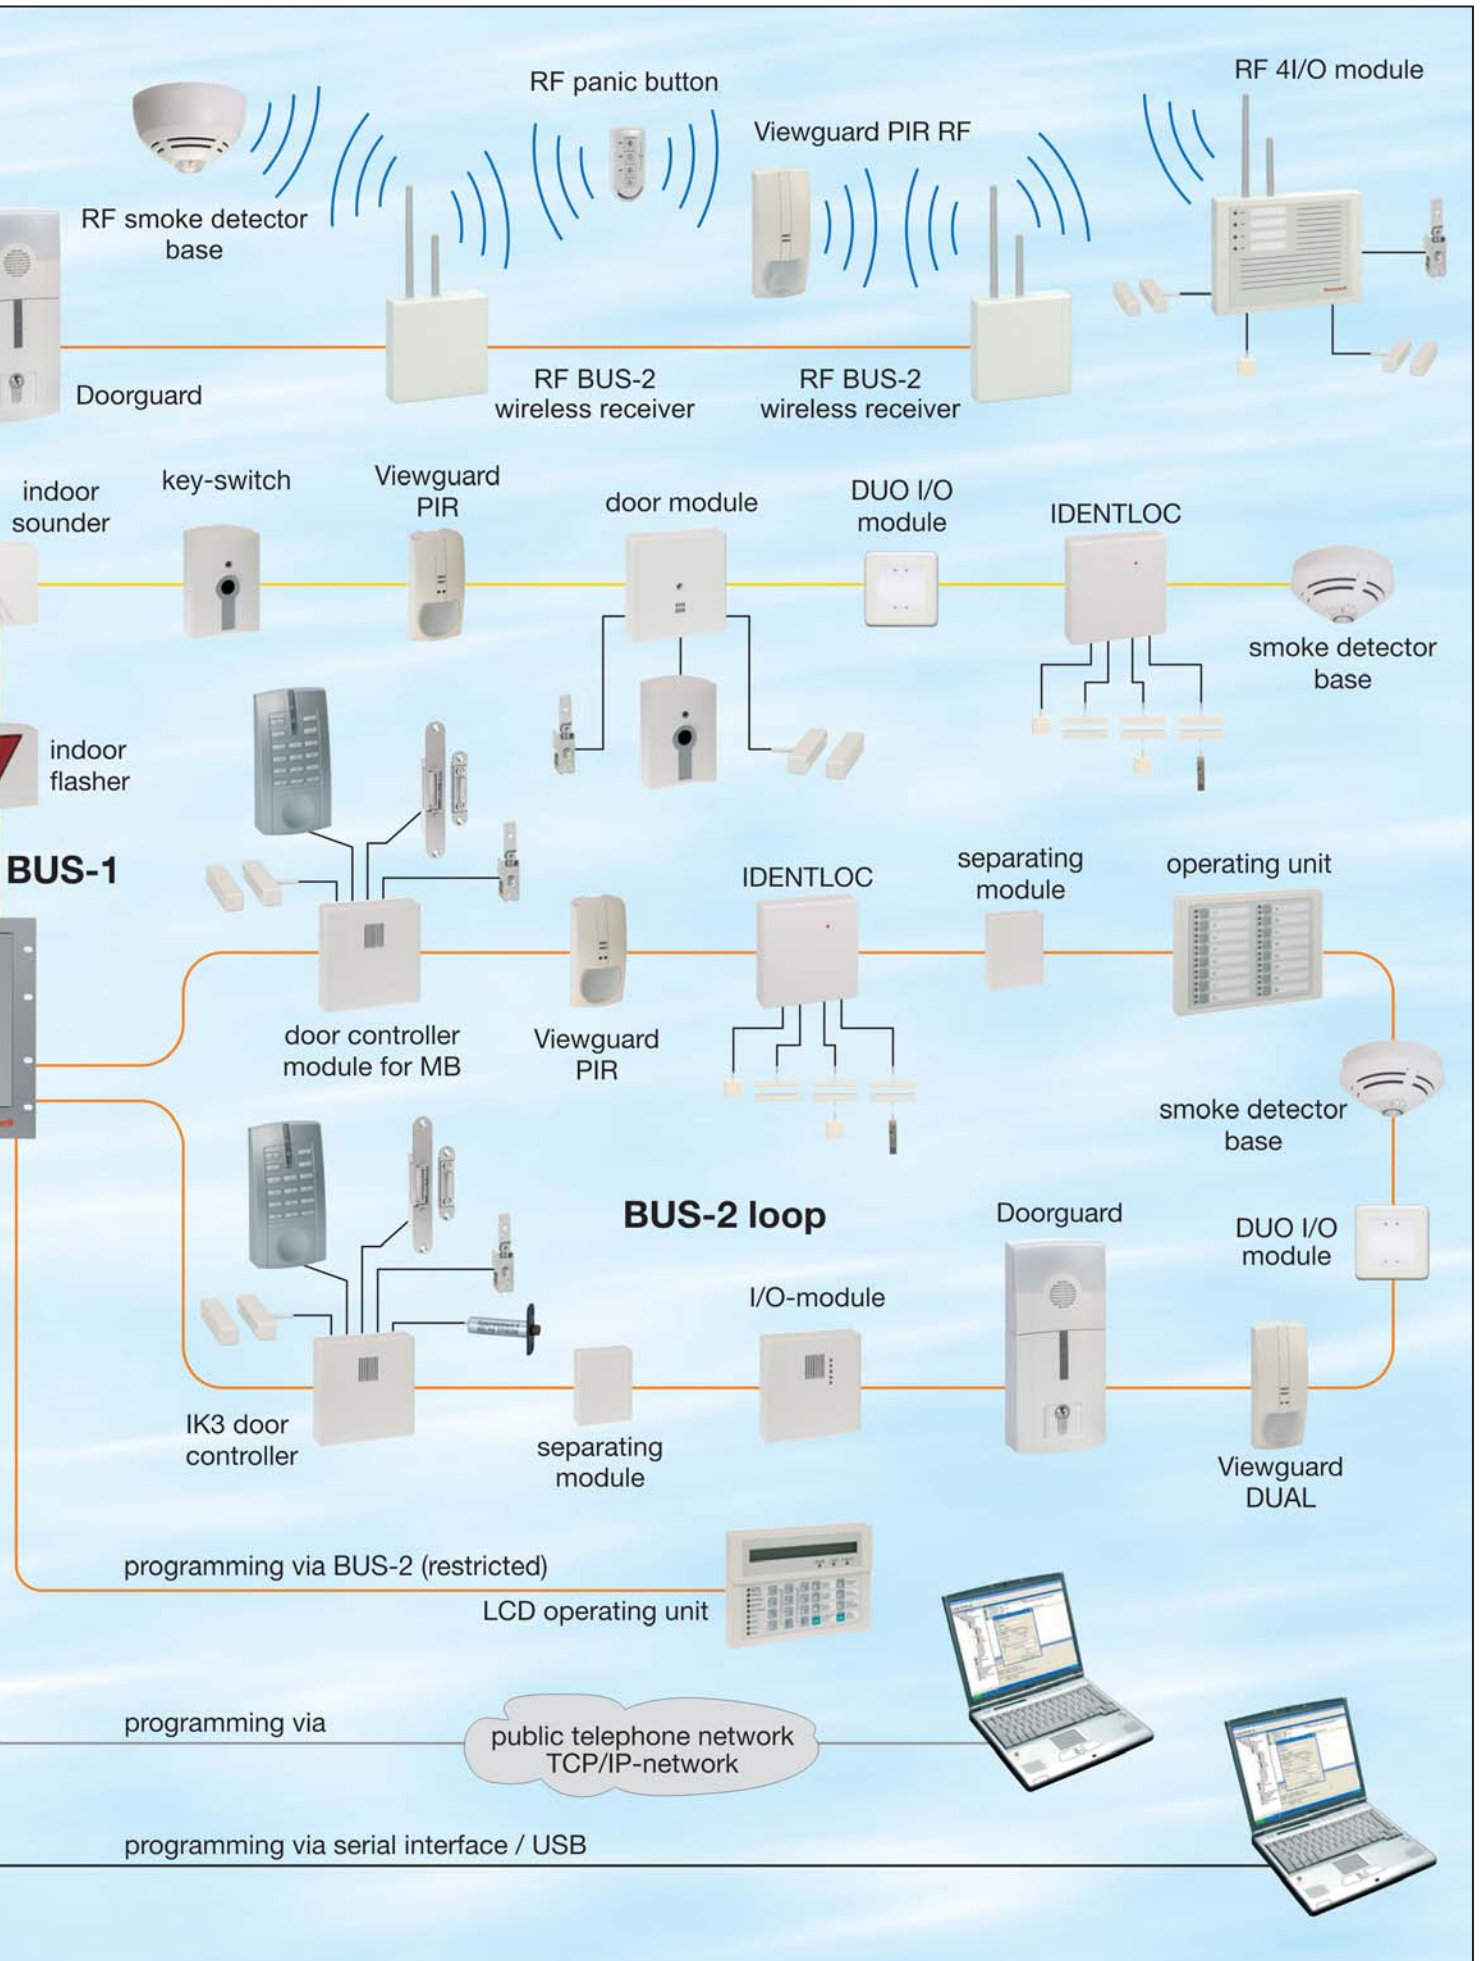 RF panic button
RF 4I/O module
Viewguard PIR RF
RF smoke detector
base
Doorguard
RF BUS-2
wireless receiver
RF BUS-2
wireless receiver
indoor
sounder
key-switch
Viewguard
PIR
door module
DUO I/O
module
IDENTLOC
smoke detector
base
indoor
flasher
BUS-1
IDENTLOC
separating
module
operating unit
door controller
module for MB
Viewguard
PIR
smoke detector
base
BUS-2 loop
Doorguard
DUO I/O
module
I/O-module
IK3 door
controller
separating
module
Viewguard
DUAL
programming via BUS-2 (restricted)
LCD operating unit
programming via
public telephone network
TCP/IP-network
programming via serial interface / USB